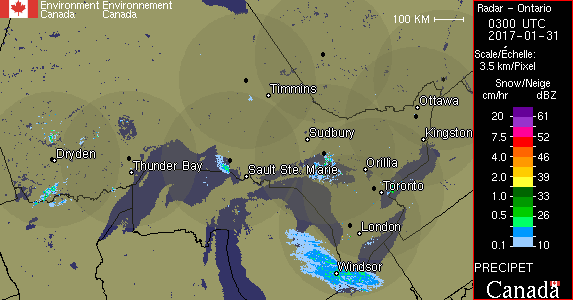 Environment Environnement
Canada Canada
100 KM
Timmins
Ottawa
Sudbury
Kingston
Dryden
Thunder Bay
Sault Ste. Marie
Orillia
Toronto
London
Windsor
Radar - Ontario
0300 UTC
2017-01-31
Scale/Échelle:
3.5 km/Pixel
Snow/Neige
cm/hr dBZ
20 61
7.5 52
4.0 46
2.0 39
1.0 33
0.5 26
0.1 10
PRECIPET
Canada